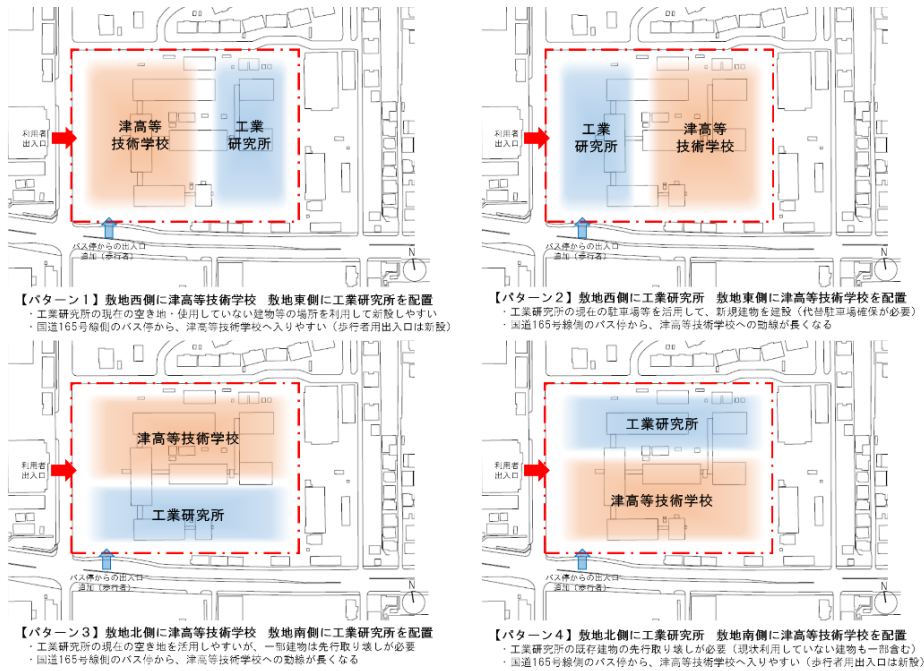 津高等
技術学校
工業
研究所
利用者
出入口
バス停からの出入口
追加（歩行者）
N
【パターン１】敷地西側に津高等技術学校　敷地東側に工業研究所を配置
・工業研究所の現在の空き地・使用していない建物等の場所を利用して新設しやすい
・国道165号線側のバス停から、津高等技術学校へ入りやすい（歩行者用出入口は新設）
工業
研究所
津高等
技術学校
利用者
出入口
バス停からの出入口
追加（歩行者）
N
【パターン２】敷地西側に工業研究所　敷地東側に津高等技術学校を配置
・工業研究所の現在の駐車場等を活用して、新規建物を建設（代替駐車場確保が必要）
・国道165号線側のバス停から、津高等技術学校への動線が長くなる
津高等技術学校
工業研究所
利用者
出入口
バス停からの出入口
追加（歩行者）
N
【パターン３】敷地北側に津高等技術学校　敷地南側に工業研究所を配置
・工業研究所の現在の空き地を活用しやすいが、一部建物は先行取り壊しが必要
・国道165号線側のバス停から、津高等技術学校への動線が長くなる
工業研究所
津高等技術学校
利用者
出入口
バス停からの出入口
追加（歩行者）
N
【パターン４】敷地北側に工業研究所　敷地南側に津高等技術学校を配置
・工業研究所の既存建物の先行取り壊しが必要（現状利用していない建物も一部含む）
・国道165号線側のバス停から、津高等技術学校へ入りやすい（歩行者用出入口は新設）